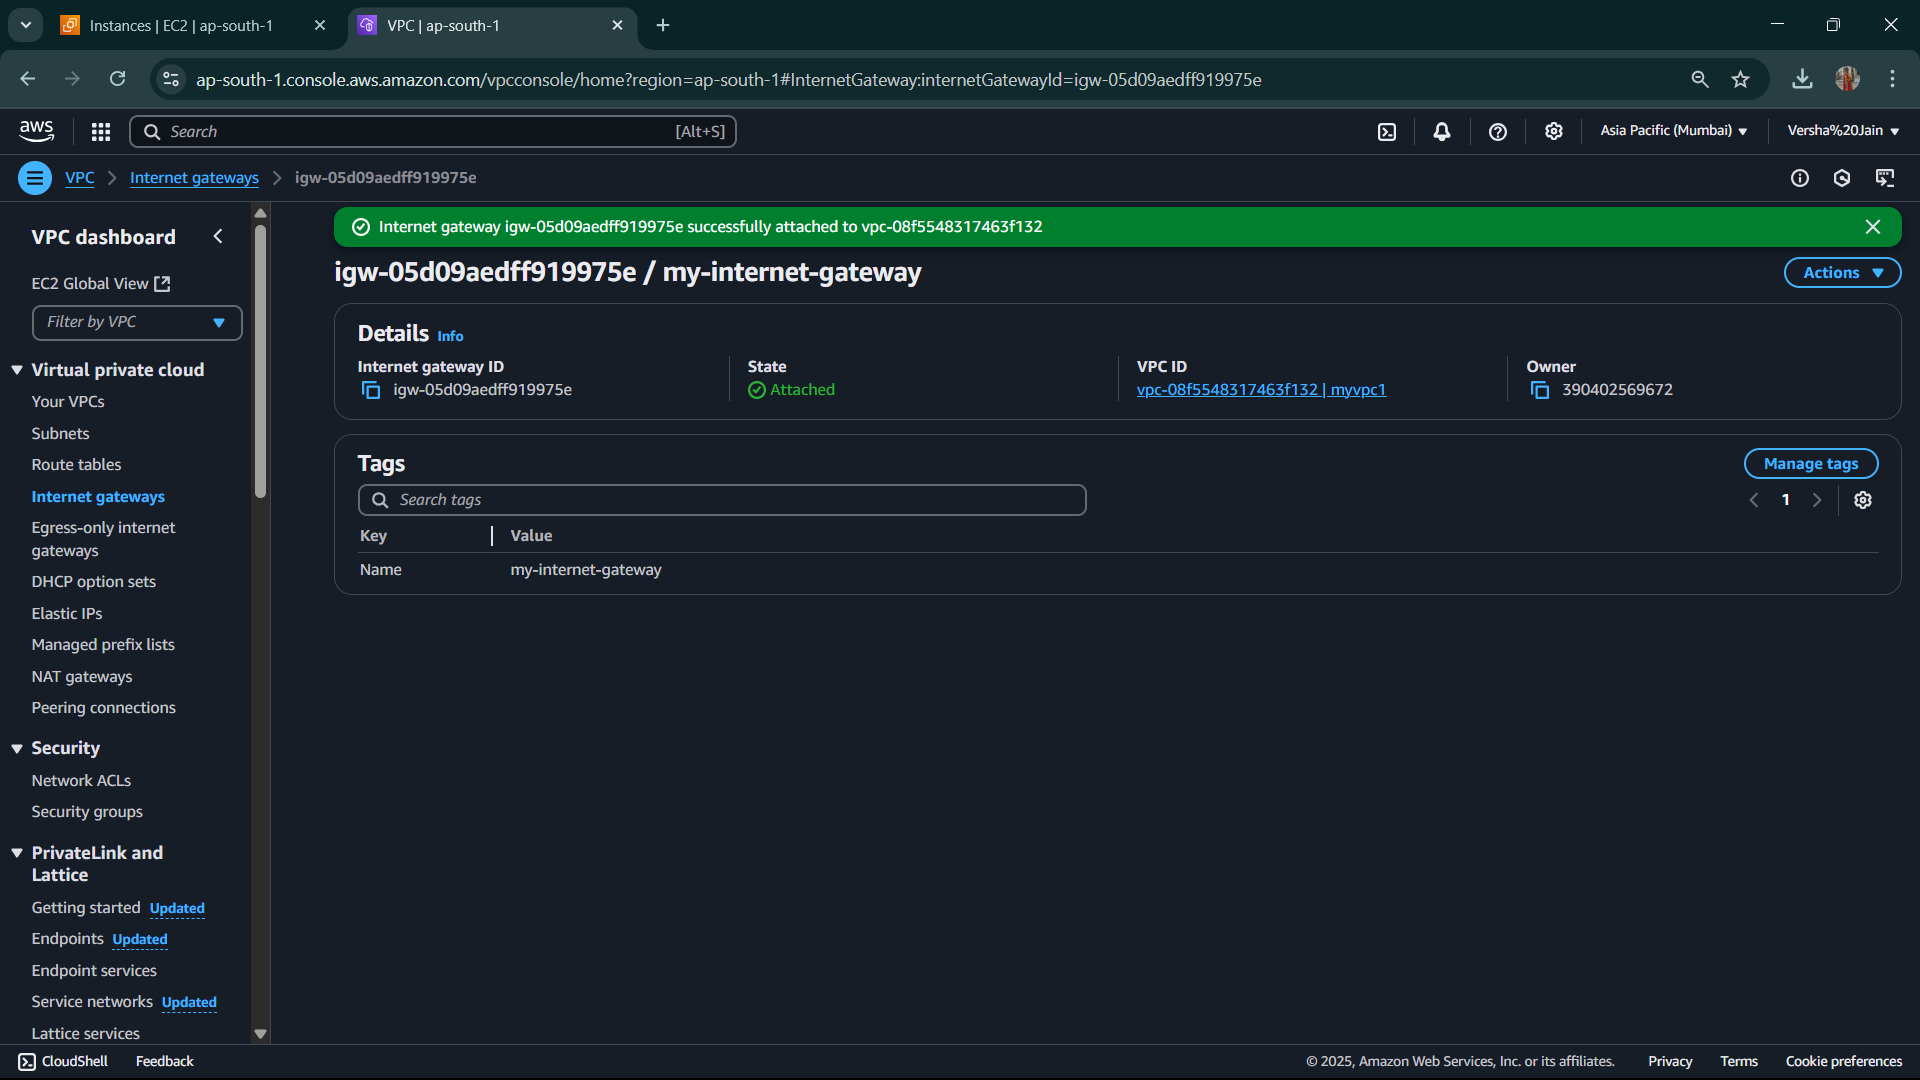 Instances | EC2 | ap-south-1
VPC | ap-south-1
ap-south-1.console.aws.amazon.com/vpcconsole/home?region=ap-south-1#InternetGateway:internetGatewayId=igw-05d09aedff919975e
aws
Search
[Alt+S]
Asia Pacific (Mumbai)
Versha%20Jain
VPC
Internet gateways
igw-05d09aedff919975e
VPC dashboard
EC2 Global View
Filter by VPC
Virtual private cloud
Your VPCs
Subnets
Route tables
Internet gateways
Egress-only internet
gateways
DHCP option sets
Elastic IPs
Managed prefix lists
NAT gateways
Peering connections
Security
Network ACLs
Security groups
PrivateLink and
Lattice
Getting started Updated
Endpoints Updated
Endpoint services
Service networks Updated
Lattice services
Internet gateway igw-05d09aedff919975e successfully attached to vpc-08f5548317463f132
igw-05d09aedff919975e / my-internet-gateway
Actions
Details Info
Internet gateway ID
igw-05d09aedff919975e
State
Attached
VPC ID
vpc-08f5548317463f132 | myvpc1
Owner
390402569672
Tags
Manage tags
Search tags
1
Key
Value
Name
my-internet-gateway
CloudShell
Feedback
© 2025, Amazon Web Services, Inc. or its affiliates.
Privacy
Terms
Cookie preferences